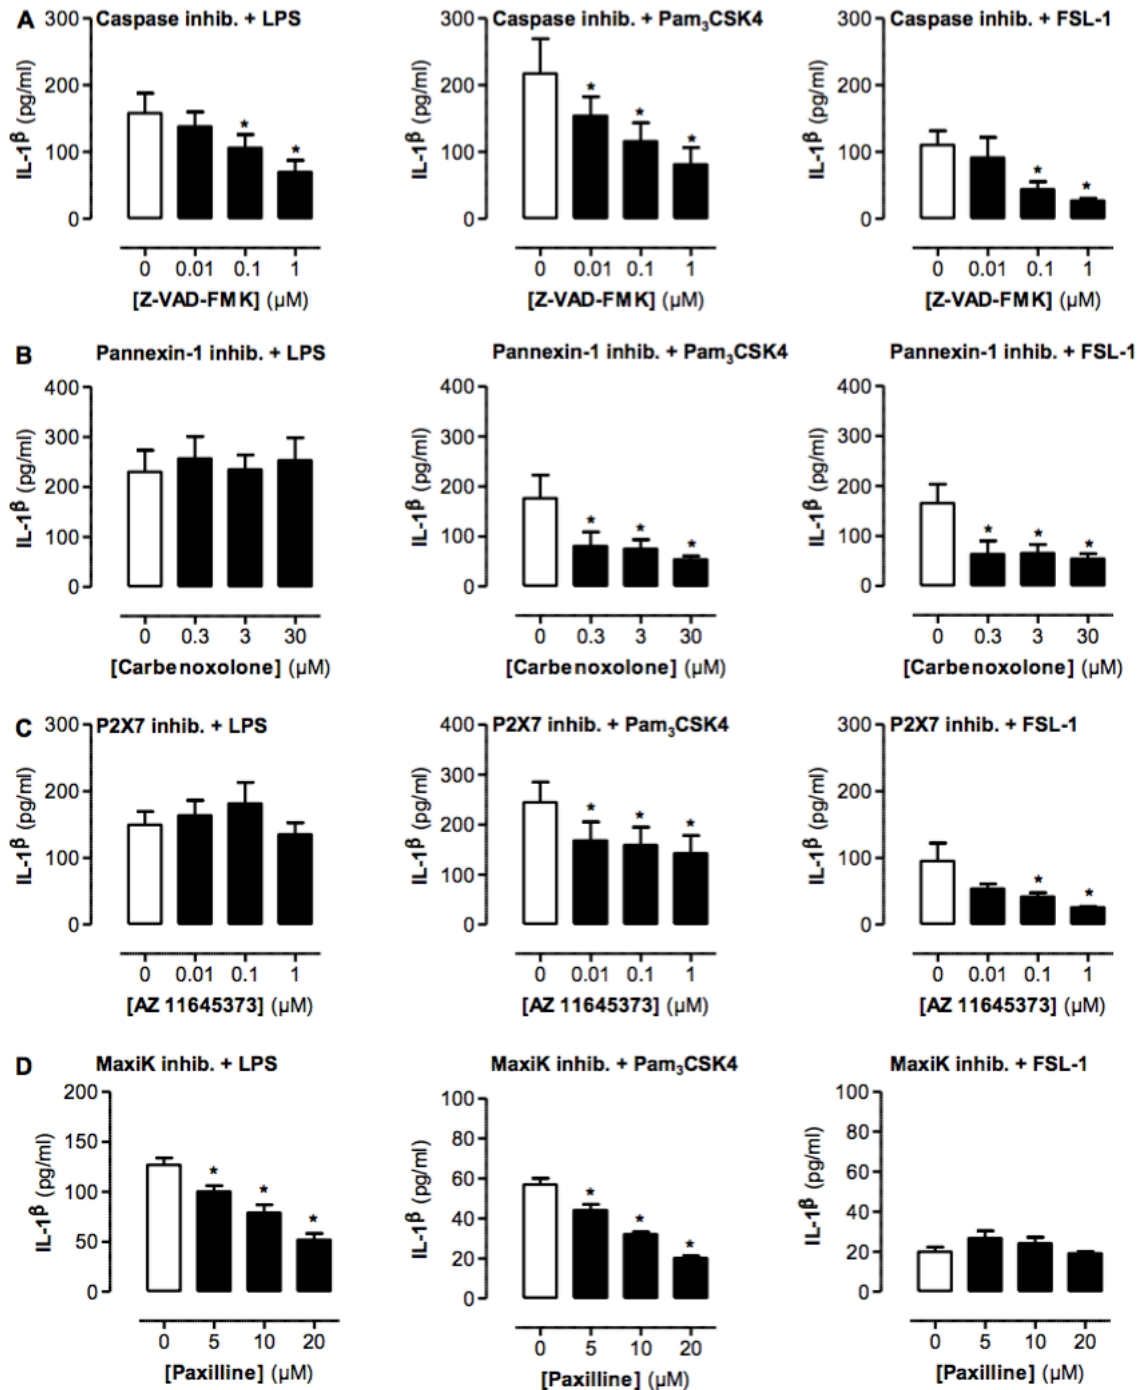 A Caspase inhib. + LPS
300
200
100
0
IL-1β (pg/ml)
* *
0 0.01 0.1 1
[Z-VAD-FMK] (µM)
Caspase inhib. + Pam3CSK4
300
200
100
0
IL-1β (pg/ml)
* * *
0 0.01 0.1 1
[Z-VAD-FMK] (µM)
Caspase inhib. + FSL-1
300
200
100
0
IL-1β (pg/ml)
* *
0 0.01 0.1 1
[Z-VAD-FMK] (µM)
B Pannexin-1 inhib. + LPS
400
300
200
100
0
IL-1β (pg/ml)
0 0.3 3 30
[Carbenoxolone] (µM)
Pannexin-1 inhib. + Pam3CSK4
400
300
200
100
0
IL-1β (pg/ml)
* * *
0 0.3 3 30
[Carbenoxolone] (µM)
Pannexin-1 inhib. + FSL-1
400
300
200
100
0
IL-1β (pg/ml)
* * *
0 0.3 3 30
[Carbenoxolone] (µM)
C P2X7 inhib. + LPS
300
200
100
0
IL-1β (pg/ml)
0 0.01 0.1 1
[AZ 11645373] (µM)
P2X7 inhib. + Pam3CSK4
400
300
200
100
0
IL-1β (pg/ml)
* * *
0 0.01 0.1 1
[AZ 11645373] (µM)
P2X7 inhib. + FSL-1
300
200
100
0
IL-1β (pg/ml)
* *
0 0.01 0.1 1
[AZ 11645373] (µM)
D MaxiK inhib. + LPS
200
150
100
50
0
IL-1β (pg/ml)
* * *
0 5 10 20
[Paxilline] (µM)
MaxiK inhib. + Pam3CSK4
100
80
60
40
20
0
IL-1β (pg/ml)
* * *
0 5 10 20
[Paxilline] (µM)
MaxiK inhib. + FSL-1
100
80
60
40
20
0
IL-1β (pg/ml)
0 5 10 20
[Paxilline] (µM)